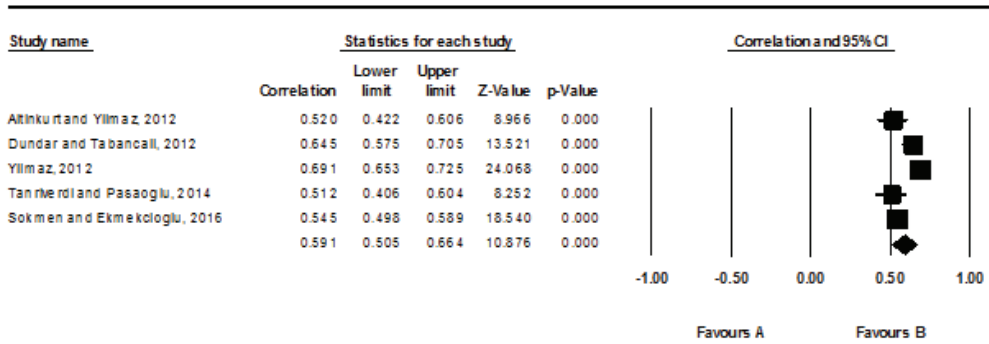 Study name Statistics for each study Correlation and 95% CI
Lower Upper
Correlation limit limit Z-Value p-Value
Altinkurt and Yilmaz, 2012 0.520 0.422 0.606 8.966 0.000
Dundar and Tabancali, 2012 0.645 0.575 0.705 13.521 0.000
Yilmaz, 2012 0.691 0.653 0.725 24.068 0.000
Tanriverdi and Pasaoglu, 2014 0.512 0.406 0.604 8.252 0.000
Sokmen and Ekmekcioglu, 2016 0.545 0.498 0.589 18.540 0.000
0.591 0.505 0.664 10.876 0.000
-1.00 -0.50 0.00 0.50 1.00
Favours A Favours B